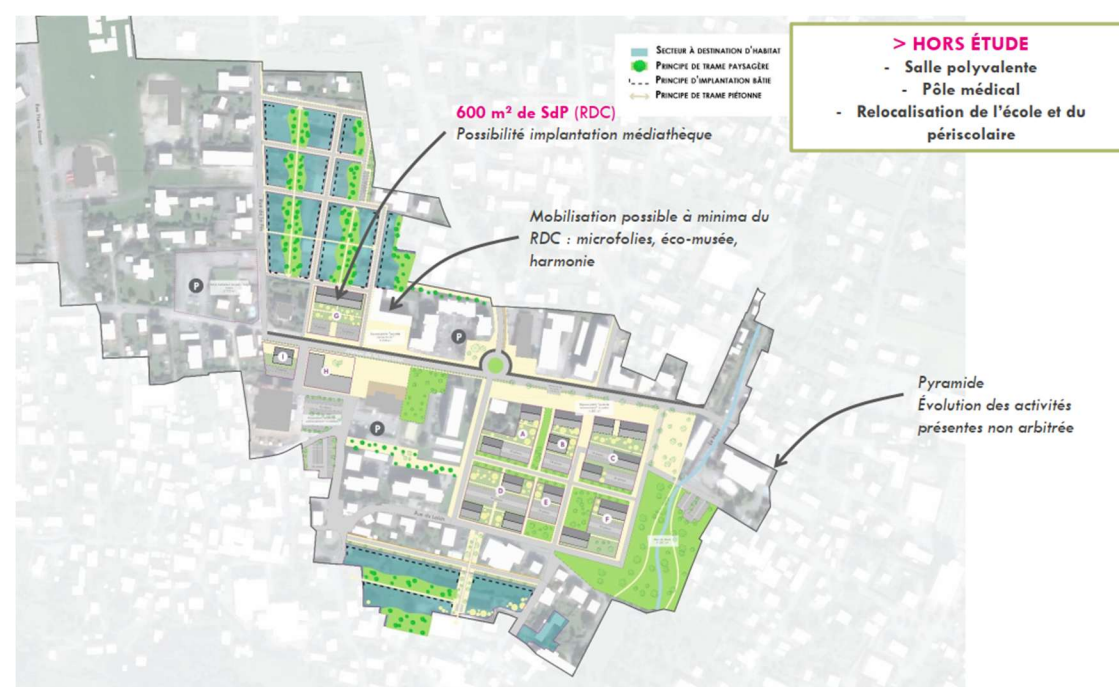 > HORS ÉTUDE
- Salle polyvalente
- Pôle médical
- Relocalisation de l'école et du
périscolaire
SECTEUR À DESTINATION D'HABITAT
PRINCIPE DE TRAME PAYSAGÈRE
PRINCIPE D'IMPLANTATION BÂTIE
PRINCIPE DE TRAME PIÉTONNE
600 m² de SdP (RDC)
Possibilité implantation médiathèque
Mobilisation possible à minima du
RDC : microfolies, éco-musée,
harmonie
Pyramide
Évolution des activités
présentes non arbitrée
P
G
P
I
H
P
A
B
C
D
E
F